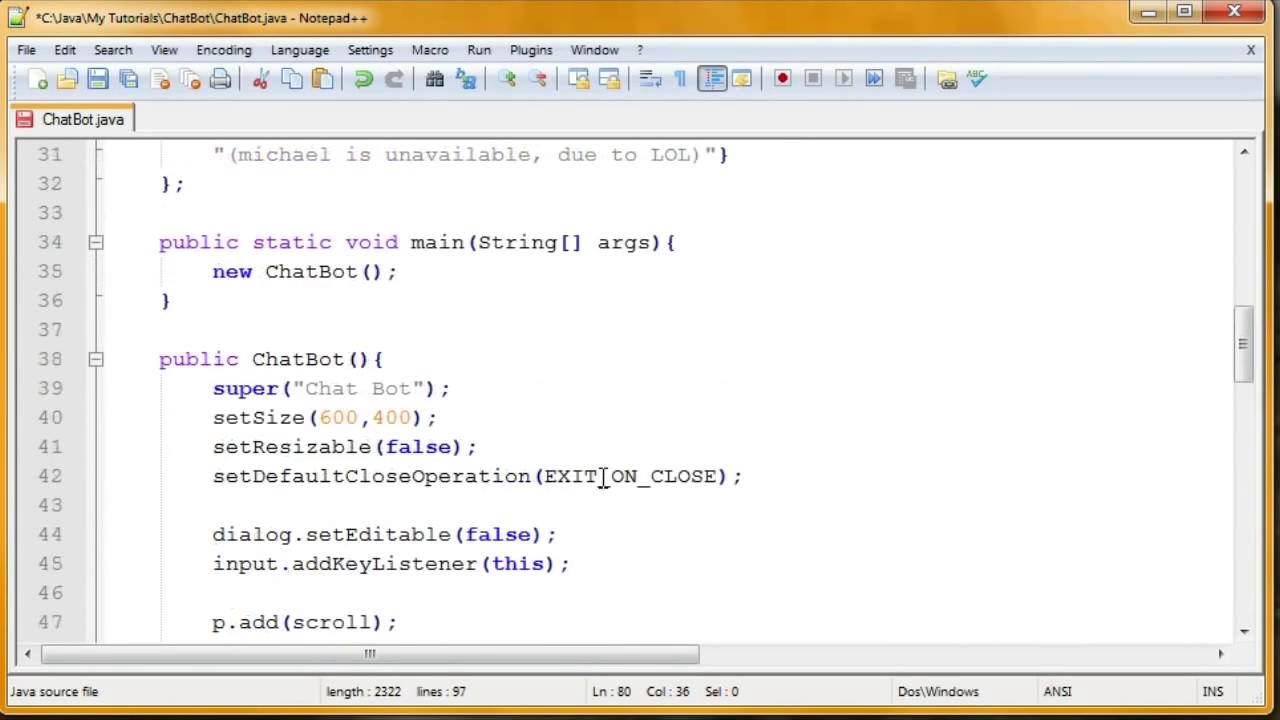 *C:\Java\My Tutorials\ChatBot\ChatBot.java - Notepad++
File Edit Search View Encoding Language Settings Macro Run Plugins Window ? X
ABC
ChatBot.java
31 "(michael is unavailable, due to LOL)"}
32 };
33
34 public static void main(String[] args){
35 new ChatBot();
36 }
37
38 public ChatBot(){
39 super("Chat Bot");
40 setSize(600,400);
41 setResizable(false);
42 setDefaultCloseOperation(EXIT_ON_CLOSE);
43
44 dialog.setEditable(false);
45 input.addKeyListener(this);
46
47 p.add(scroll);
Java source file length : 2322 lines : 97 Ln : 80 Col : 36 Sel : 0 Dos\Windows ANSI INS